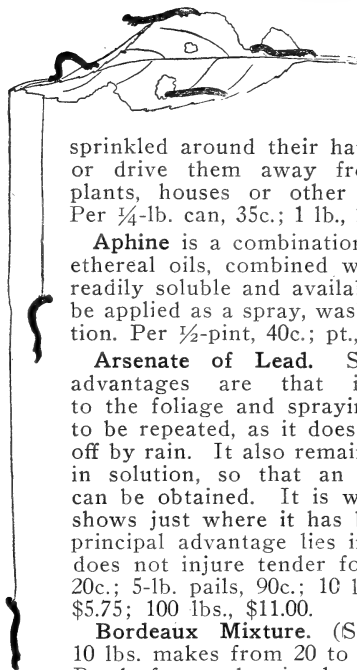 sprinkled around their ha
or drive them away fr
plants, houses or other
Per ¼-lb. can, 35c.; 1 lb.,
Aphine is a combination
ethereal oils, combined w
readily soluble and availa
be applied as a spray, was
tion. Per ½-pint, 40c.; pt.,
Arsenate of Lead. S
advantages are that i
to the foliage and sprayin
to be repeated, as it does
off by rain. It also remai
in solution, so that an
can be obtained. It is w
shows just where it has
principal advantage lies i
does not injure tender fo
20c.; 5-lb. pails, 90c.; 10 l
$5.75; 100 lbs., $11.00.
Bordeaux Mixture. (S
10 lbs. makes from 20 to